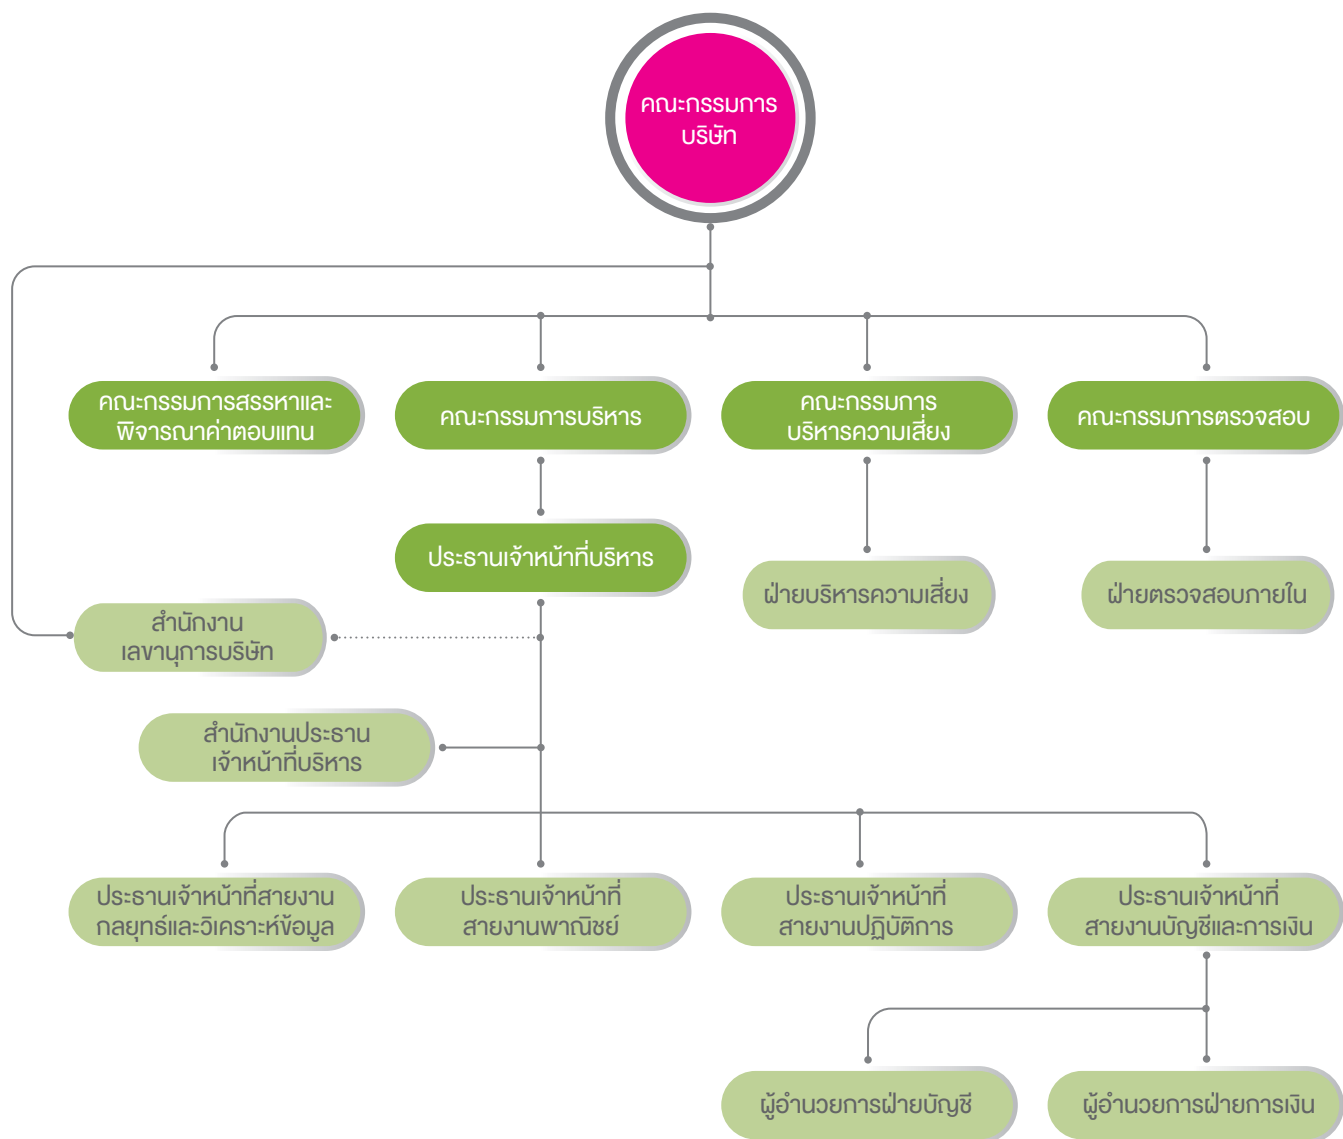 คณะกรรมการ
บริษัท
คณะกรรมการสรรหาและ
พิจารณาค่าตอบแทน
คณะกรรมการบริหาร
คณะกรรมการ
บริหารความเสี่ยง
คณะกรรมการตรวจสอบ
ประธานเจ้าหน้าที่บริหาร
ฝ่ายบริหารความเสี่ยง
ฝ่ายตรวจสอบภายใน
สำนักงาน
เลขานุการบริษัท
สำนักงานประธาน
เจ้าหน้าที่บริหาร
ประธานเจ้าหน้าที่สายงาน
กลยุทธ์และวิเคราะห์ข้อมูล
ประธานเจ้าหน้าที่
สายงานพาณิชย์
ประธานเจ้าหน้าที่
สายงานปฏิบัติการ
ประธานเจ้าหน้าที่
สายงานบัญชีและการเงิน
ผู้อำนวยการฝ่ายบัญชี
ผู้อำนวยการฝ่ายการเงิน